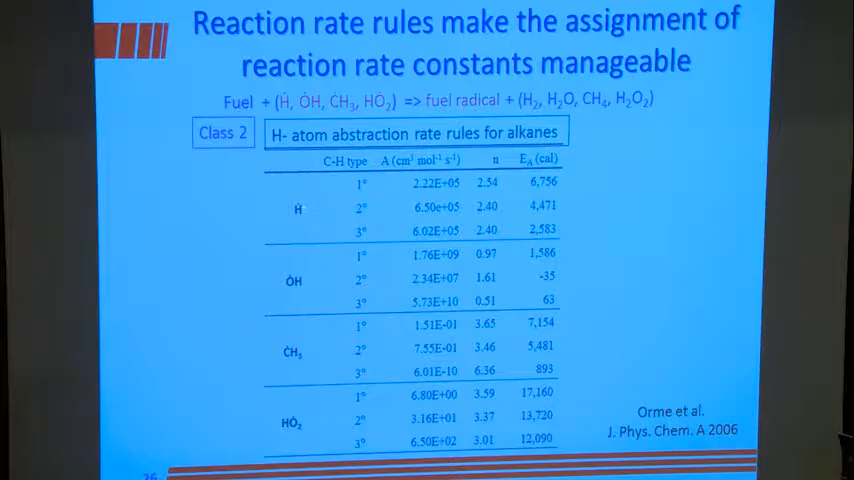 Reaction rate rules make the assignment of
reaction rate constants manageable
Fuel + (Ḣ, ȮH, ĊH₃, HȮ₂) => fuel radical + (H₂, H₂O, CH₄, H₂O₂)
Class 2 H- atom abstraction rate rules for alkanes
C-H type A (cm³ mol⁻¹ s⁻¹) n E_A (cal)
1° 2.22E+05 2.54 6,756
Ḣ 2° 6.50e+05 2.40 4,471
3° 6.02E+05 2.40 2,583
1° 1.76E+09 0.97 1,586
ȮH 2° 2.34E+07 1.61 -35
3° 5.73E+10 0.51 63
1° 1.51E-01 3.65 7,154
ĊH₃ 2° 7.55E-01 3.46 5,481
3° 6.01E-10 6.36 893
1° 6.80E+00 3.59 17,160
HȮ₂ 2° 3.16E+01 3.37 13,720
3° 6.50E+02 3.01 12,090
Orme et al.
J. Phys. Chem. A 2006
26